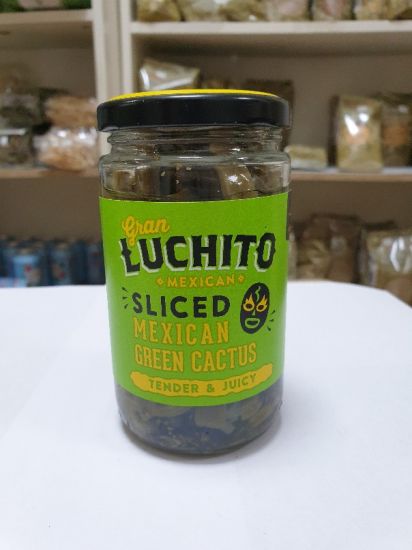 Gran
LUCHITO
MEXICAN
SLICED
MEXICAN
GREEN CACTUS
TENDER & JUICY